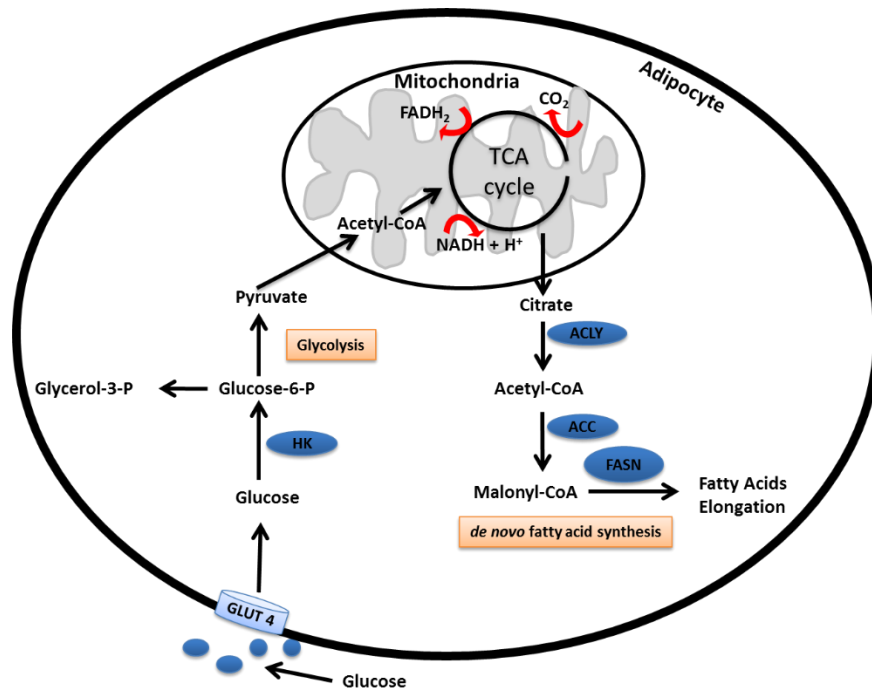 Adipocyte
Mitochondria
FADH₂
CO₂
TCA
cycle
Acetyl-CoA
NADH + H⁺
Pyruvate
Citrate
Glycolysis
ACLY
Glycerol-3-P
Glucose-6-P
Acetyl-CoA
HK
ACC
FASN
Glucose
Malonyl-CoA
Fatty Acids
Elongation
de novo fatty acid synthesis
GLUT 4
Glucose